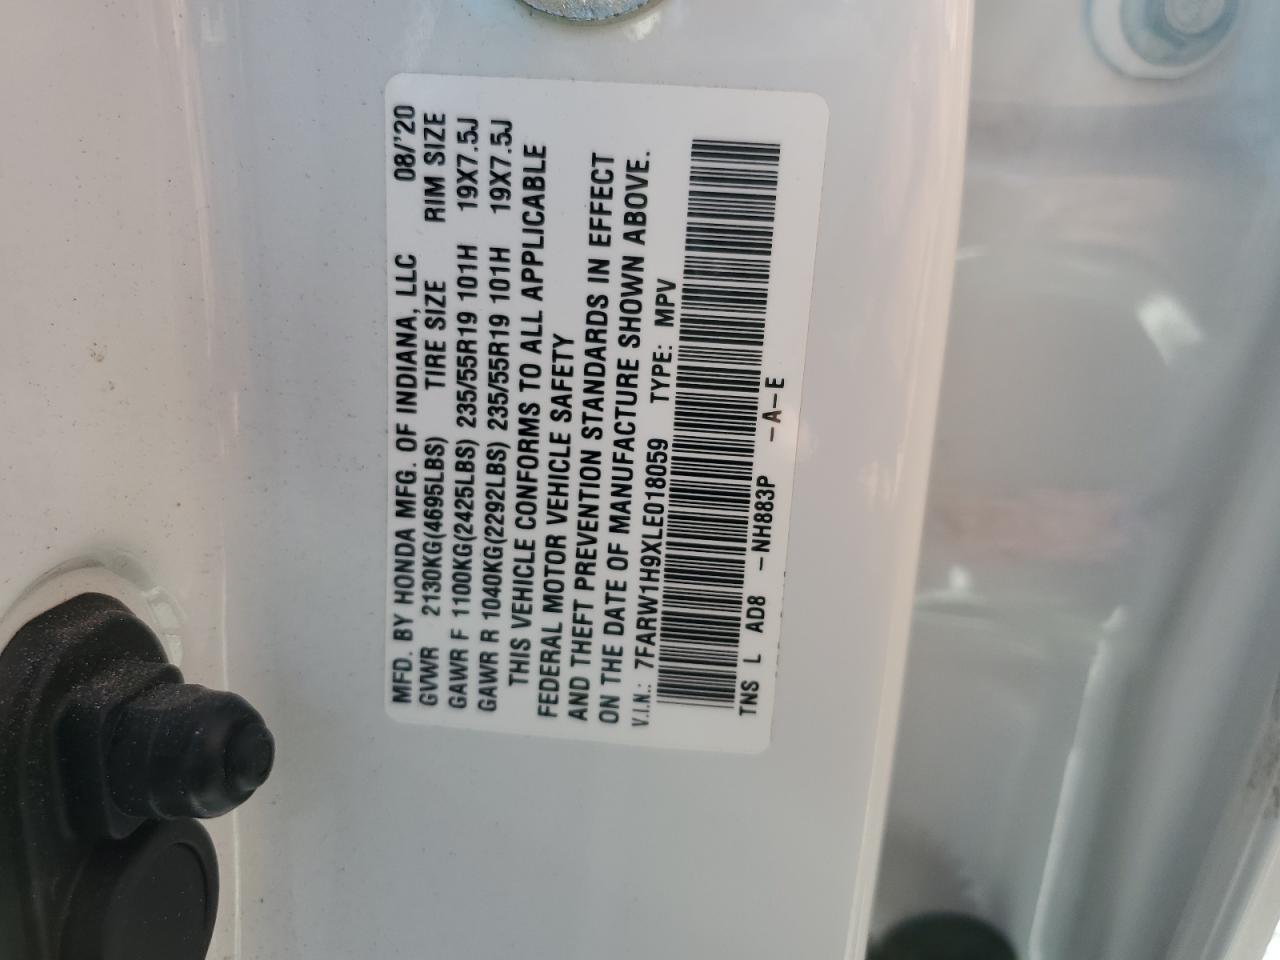 MFD. BY HONDA MFG. OF INDIANA, LLC 08/'20
GVWR 2130KG(4695LBS) TIRE SIZE RIM SIZE
GAWR F 1100KG(2425LBS) 235/55R19 101H 19X7.5J
GAWR R 1040KG(2292LBS) 235/55R19 101H 19X7.5J
THIS VEHICLE CONFORMS TO ALL APPLICABLE
FEDERAL MOTOR VEHICLE SAFETY
AND THEFT PREVENTION STANDARDS IN EFFECT
ON THE DATE OF MANUFACTURE SHOWN ABOVE.
V.I.N.: 7FARW1H9XLE018059 TYPE: MPV
TNS L AD8 -NH883P -A-E